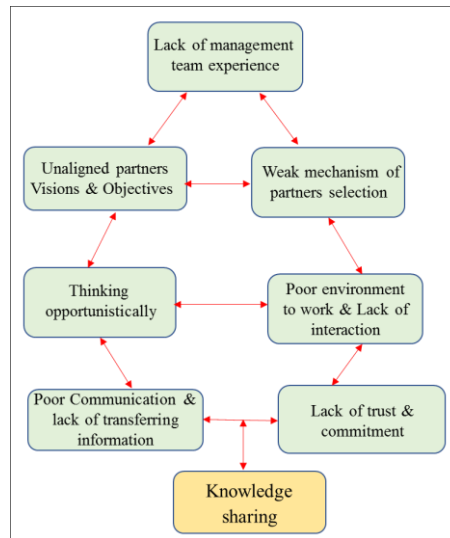 Lack of management
team experience
Unaligned partners
Visions & Objectives
Weak mechanism of
partners selection
Thinking
opportunistically
Poor environment
to work & Lack of
interaction
Poor Communication &
lack of transferring
information
Lack of trust &
commitment
Knowledge
sharing